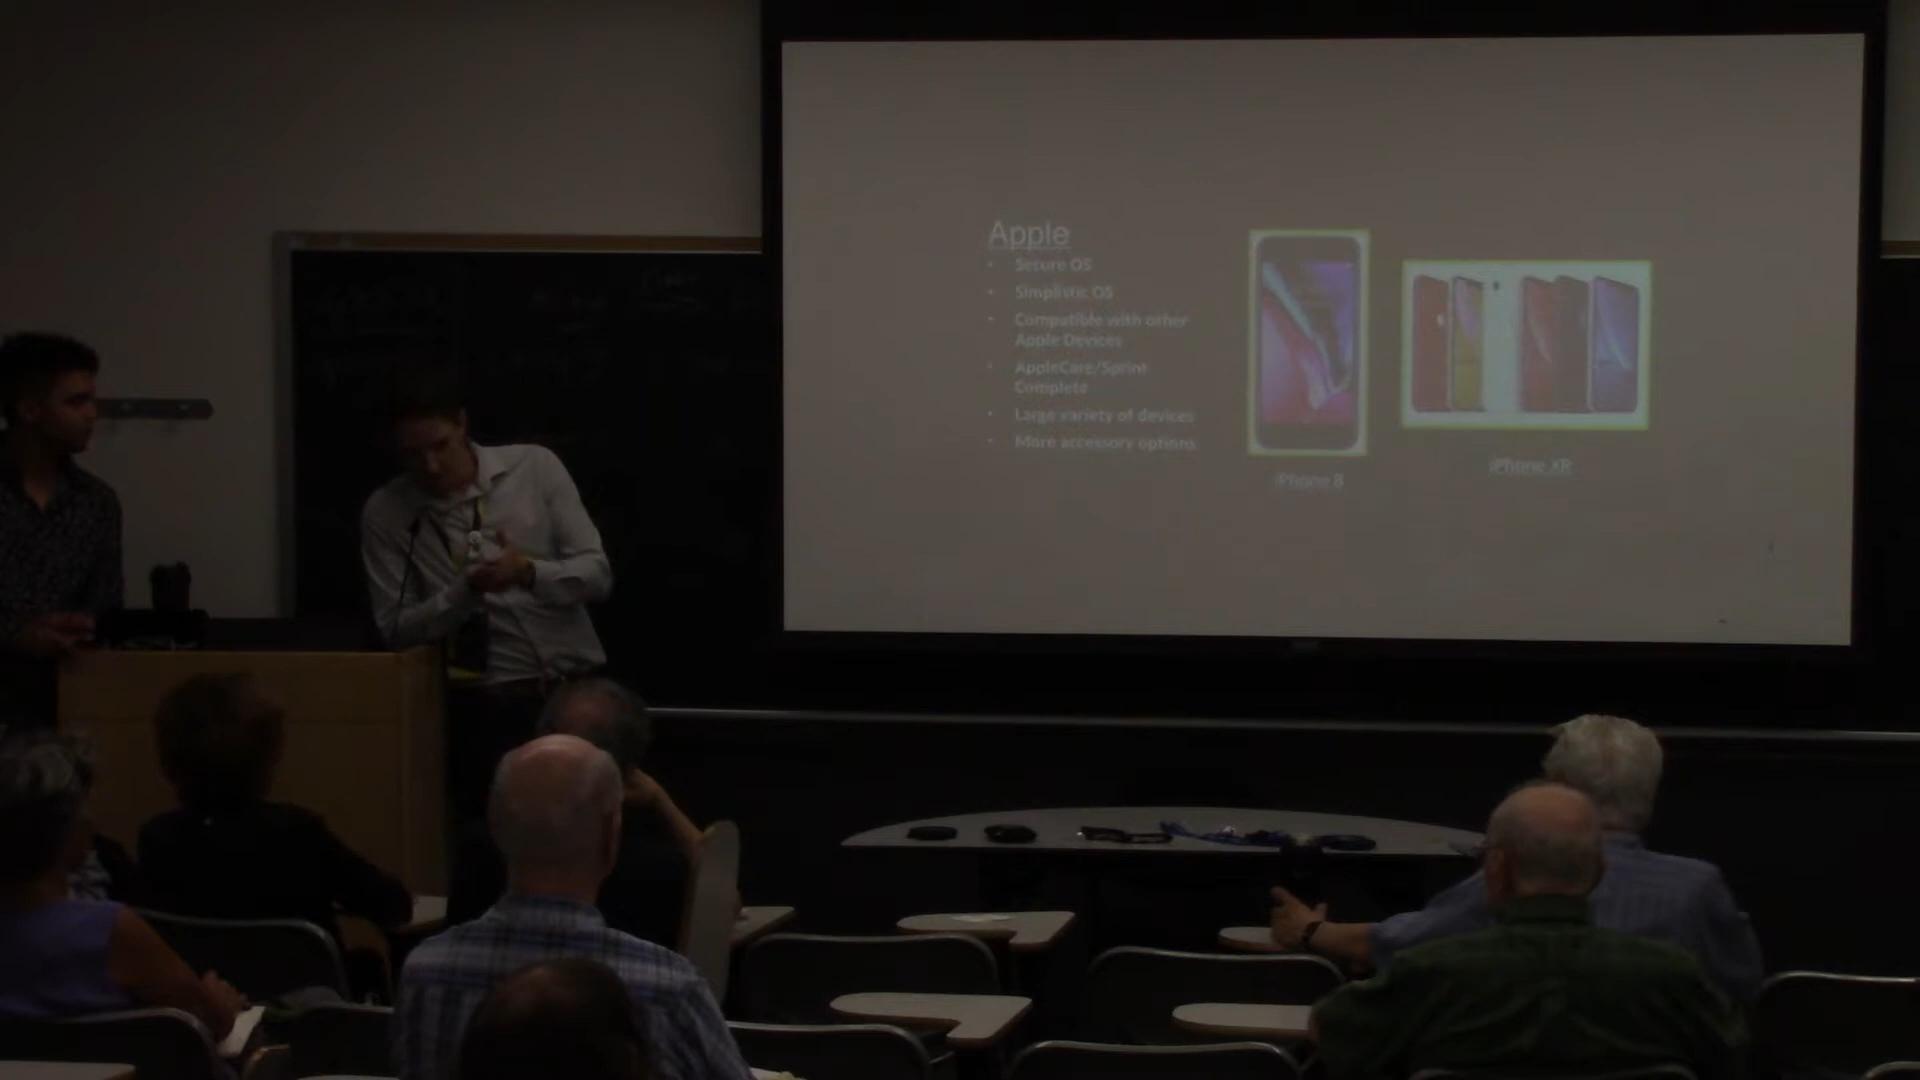 Apple
• Secure OS
• Simplistic OS
• Compatible with other
Apple Devices
• AppleCare/Sprint
Complete
• Large variety of devices
• More accessory options
iPhone 8
iPhone XR